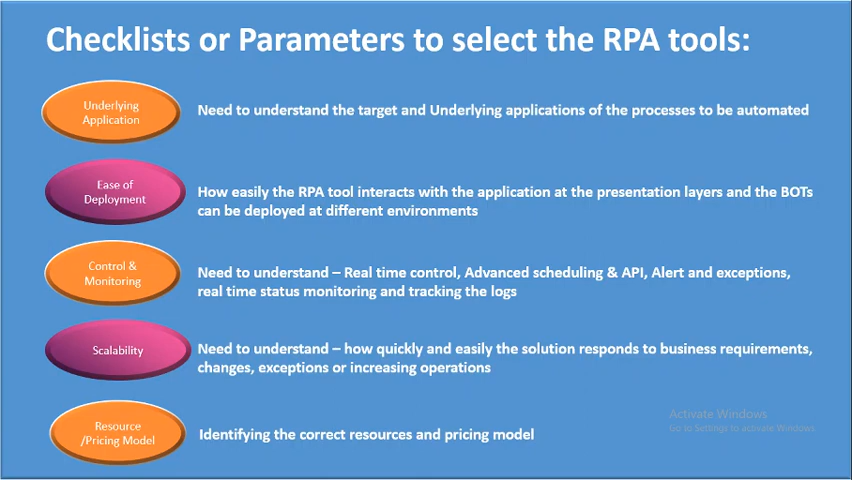 Checklists or Parameters to select the RPA tools:
Underlying
Application
Need to understand the target and Underlying applications of the processes to be automated
Ease of
Deployment
How easily the RPA tool interacts with the application at the presentation layers and the BOTs
can be deployed at different environments
Control &
Monitoring
Need to understand – Real time control, Advanced scheduling & API, Alert and exceptions,
real time status monitoring and tracking the logs
Scalability
Need to understand – how quickly and easily the solution responds to business requirements,
changes, exceptions or increasing operations
Resource
/Pricing Model
Identifying the correct resources and pricing model
Activate Windows
Go to Settings to activate Windows